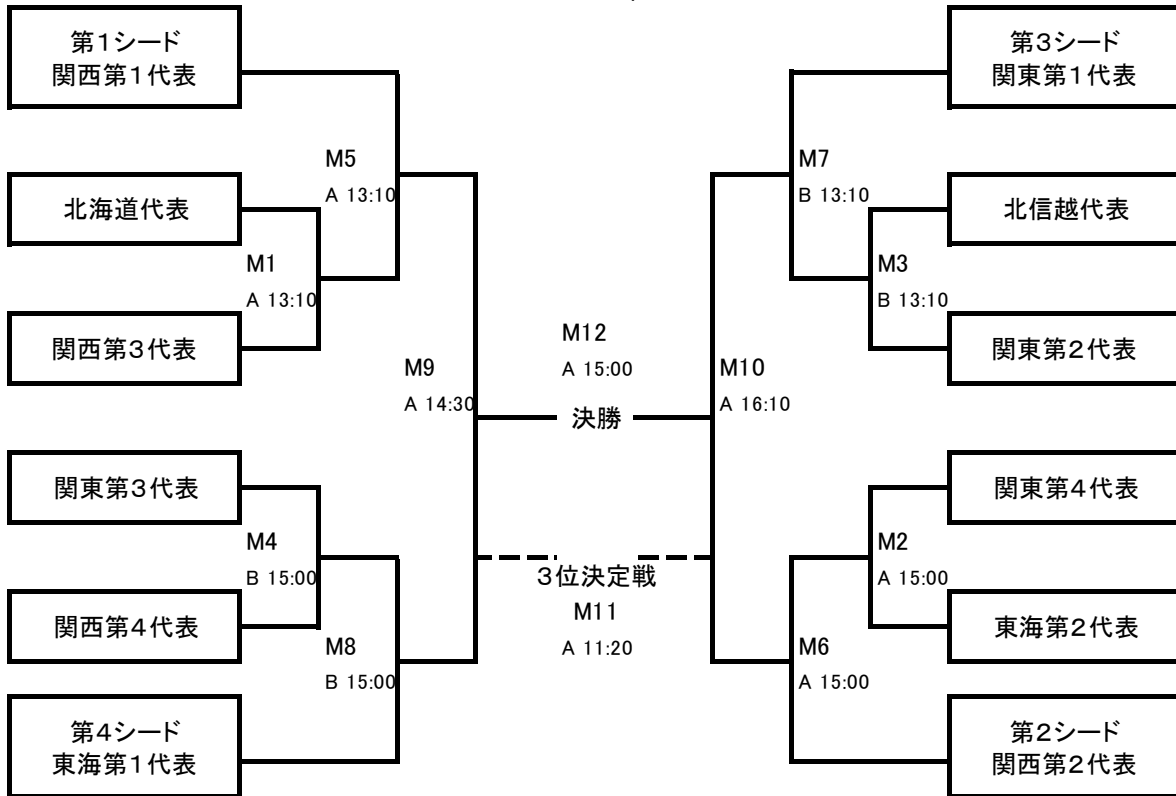 第1シード
関西第1代表
北海道代表
関西第3代表
関東第3代表
関西第4代表
第4シード
東海第1代表
M5
A 13:10
M1
A 13:10
M4
B 15:00
M8
B 15:00
M9
A 14:30
M12
A 15:00
決勝
3位決定戦
M11
A 11:20
M10
A 16:10
M7
B 13:10
M3
B 13:10
M2
A 15:00
M6
A 15:00
第3シード
関東第1代表
北信越代表
関東第2代表
関東第4代表
東海第2代表
第2シード
関西第2代表